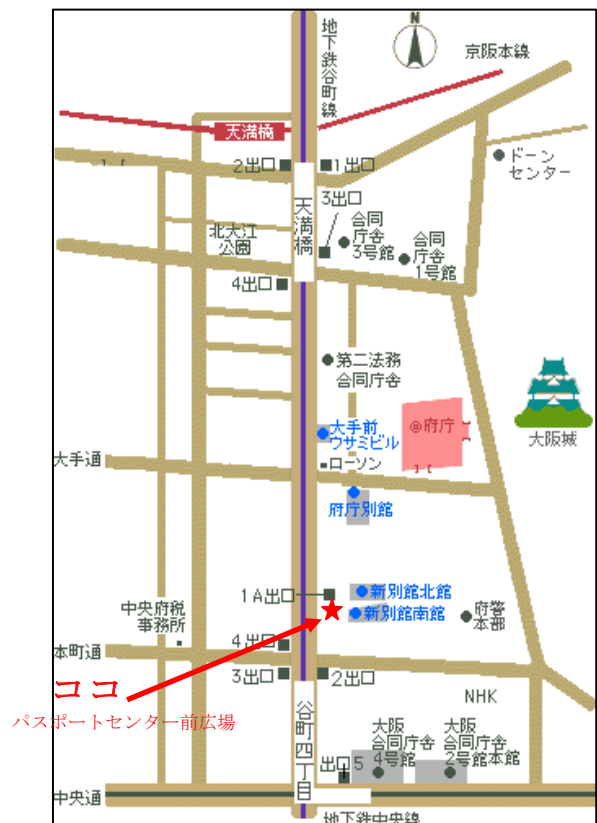 地下鉄谷町線
京阪本線
天満橋
ドーン
センター
2出口
1出口
3出口
天満橋
合同
庁舎
3号館
合同
庁舎
1号館
北大江
公園
4出口
第二法務
合同庁舎
大手前
ウサミビル
◎府庁
大阪城
大手通
ローソン
府庁別館
1A出口
新別館北館
新別館南館
中央府税
事務所
府警
本部
4出口
本町通
3出口
2出口
ココ
パスポートセンター前広場
NHK
谷町四丁目
大阪
合同庁舎
4号館
大阪
合同庁舎
2号館本館
出口5
中央通
地下鉄中央線